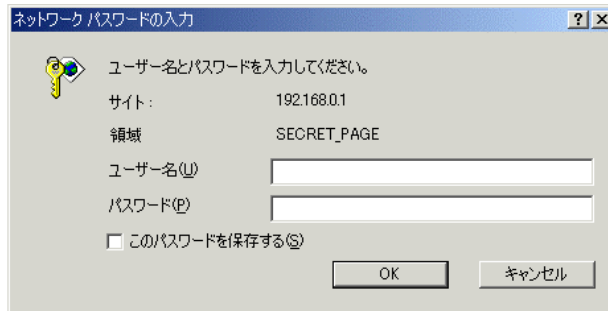 ネットワーク パスワードの入力
ユーザー名とパスワードを入力してください。
サイト: 192.168.0.1
領域 SECRET_PAGE
ユーザー名(U)
パスワード(P)
このパスワードを保存する(S)
OK キャンセル